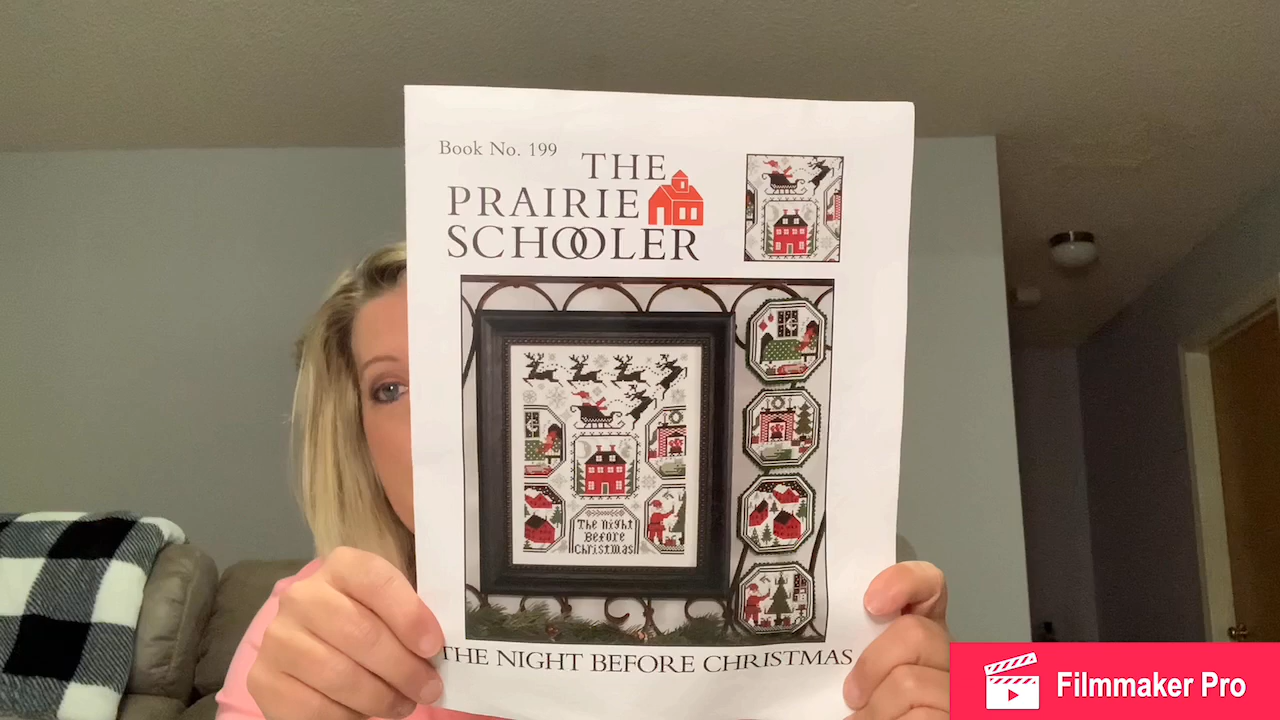 Book No. 199
THE
PRAIRIE
SCHOOLER
The Night
Before
Christmas
THE NIGHT BEFORE CHRISTMAS
Filmmaker Pro